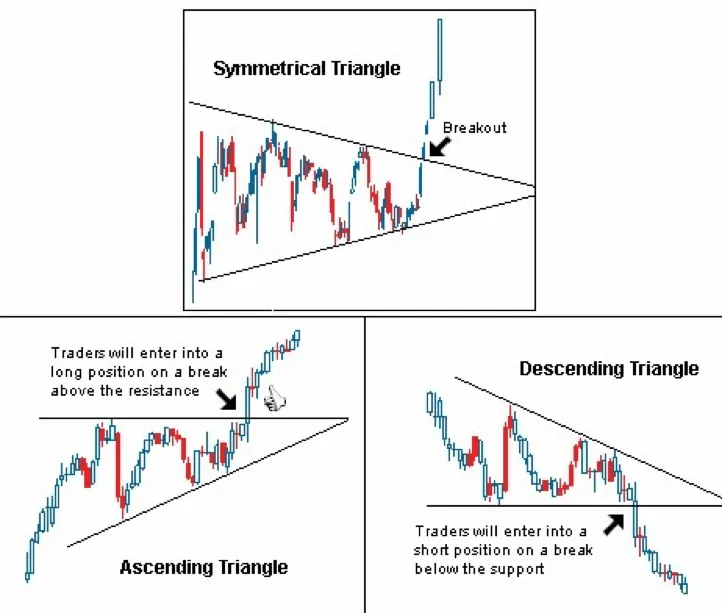 Symmetrical Triangle
Breakout
Traders will enter into a
long position on a break
above the resistance
Ascending Triangle
Descending Triangle
Traders will enter into a
short position on a break
below the support